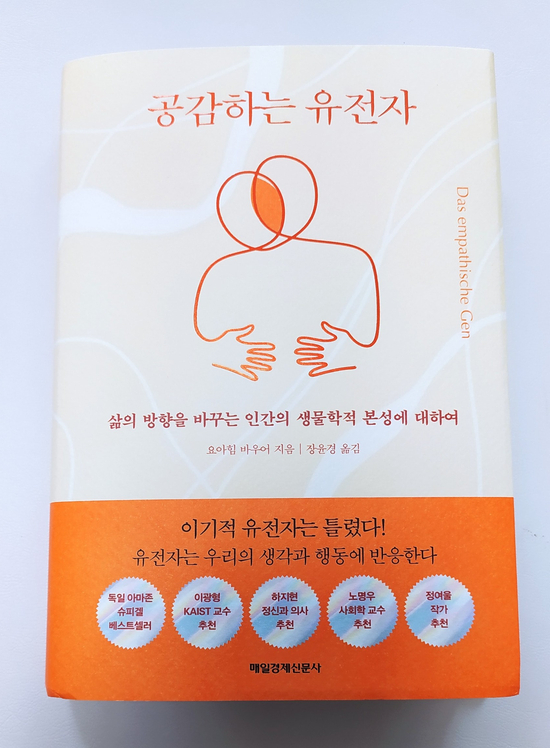 공감하는 유전자
Das empathische Gen
삶의 방향을 바꾸는 인간의 생물학적 본성에 대하여
요아힘 바우어 지음 | 장윤경 옮김
이기적 유전자는 틀렸다!
유전자는 우리의 생각과 행동에 반응한다
독일 아마존
슈피겔
베스트셀러
이광형
KAIST 교수
추천
하지현
정신과 의사
추천
노명우
사회학 교수
추천
정여울
작가
추천
매일경제신문사